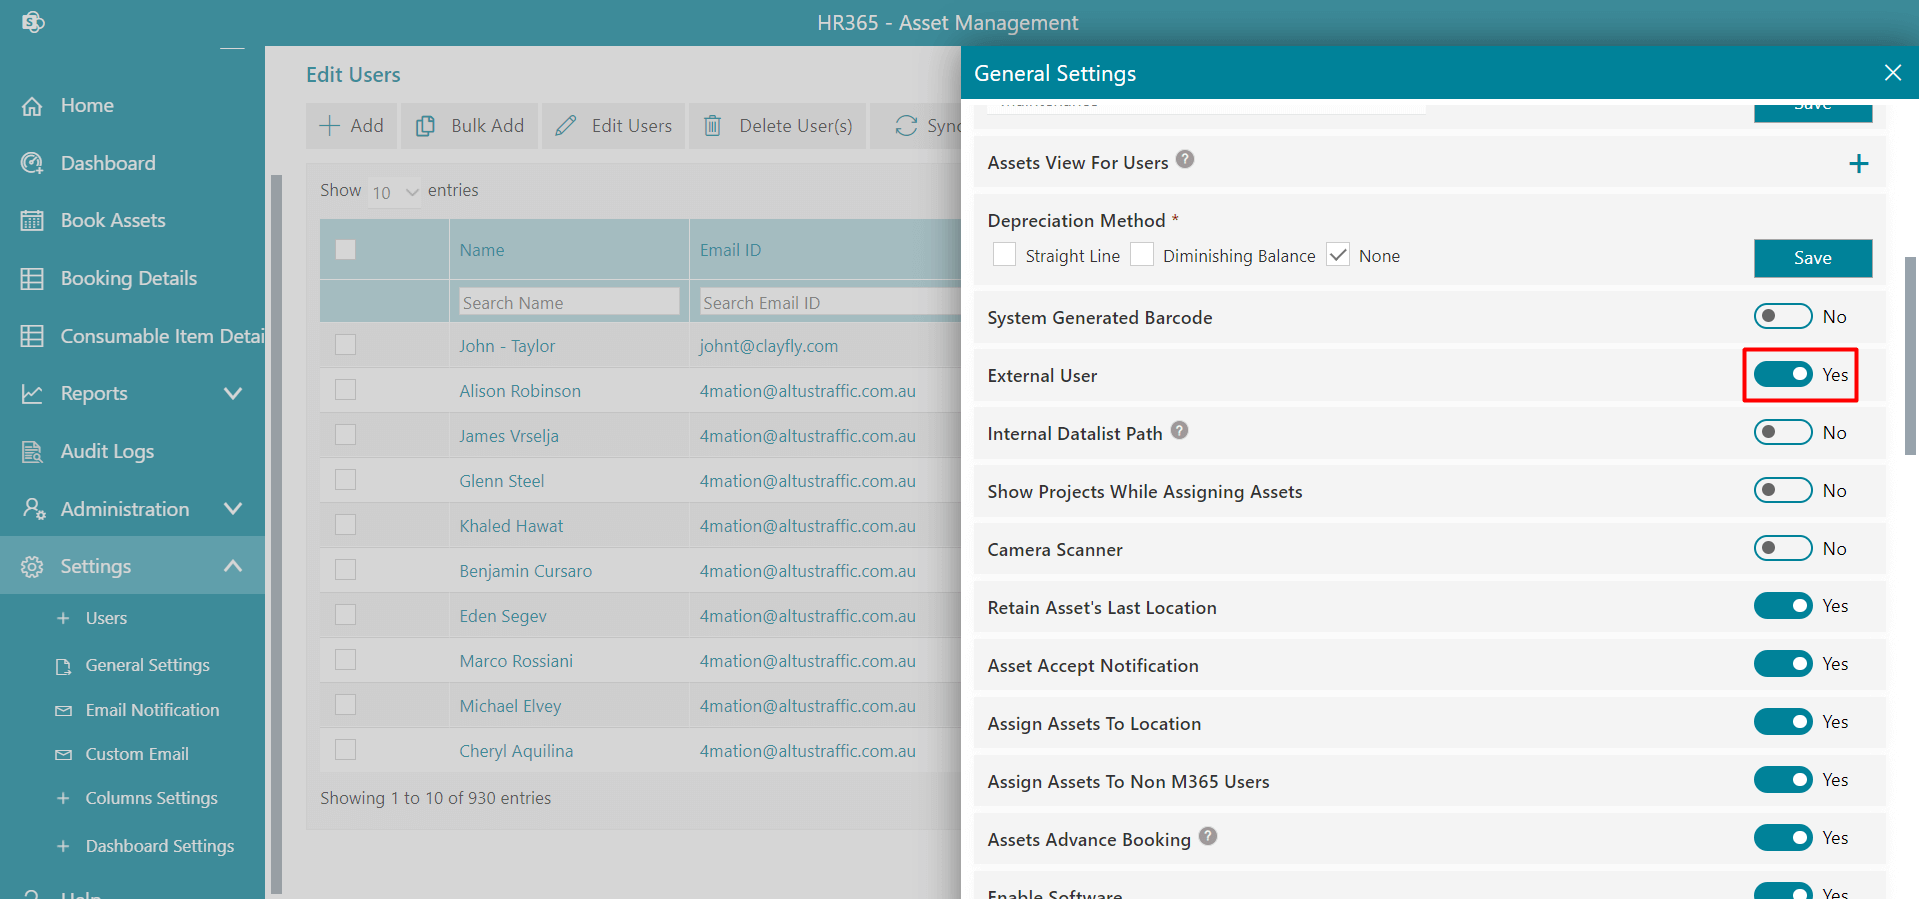 HR365 - Asset Management
Home
Dashboard
Book Assets
Booking Details
Consumable Item Detai
Reports
Audit Logs
Administration
Settings
Users
General Settings
Email Notification
Custom Email
Columns Settings
Dashboard Settings
Help
Edit Users
Add
Bulk Add
Edit Users
Delete User(s)
Sync
Show 10 entries
Name
Email ID
Search Name
Search Email ID
John - Taylor johnt@clayfly.com
Alison Robinson 4mation@altustraffic.com.au
James Vrselja 4mation@altustraffic.com.au
Glenn Steel 4mation@altustraffic.com.au
Khaled Hawat 4mation@altustraffic.com.au
Benjamin Cursaro 4mation@altustraffic.com.au
Eden Segev 4mation@altustraffic.com.au
Marco Rossiani 4mation@altustraffic.com.au
Michael Elvey 4mation@altustraffic.com.au
Cheryl Aquilina 4mation@altustraffic.com.au
Showing 1 to 10 of 930 entries
General Settings
Maintenance
Save
Assets View For Users ?
Depreciation Method *
Straight Line Diminishing Balance None
Save
System Generated Barcode No
External User Yes
Internal Datalist Path ? No
Show Projects While Assigning Assets No
Camera Scanner No
Retain Asset's Last Location Yes
Asset Accept Notification Yes
Assign Assets To Location Yes
Assign Assets To Non M365 Users Yes
Assets Advance Booking ? Yes
Enable Software Yes